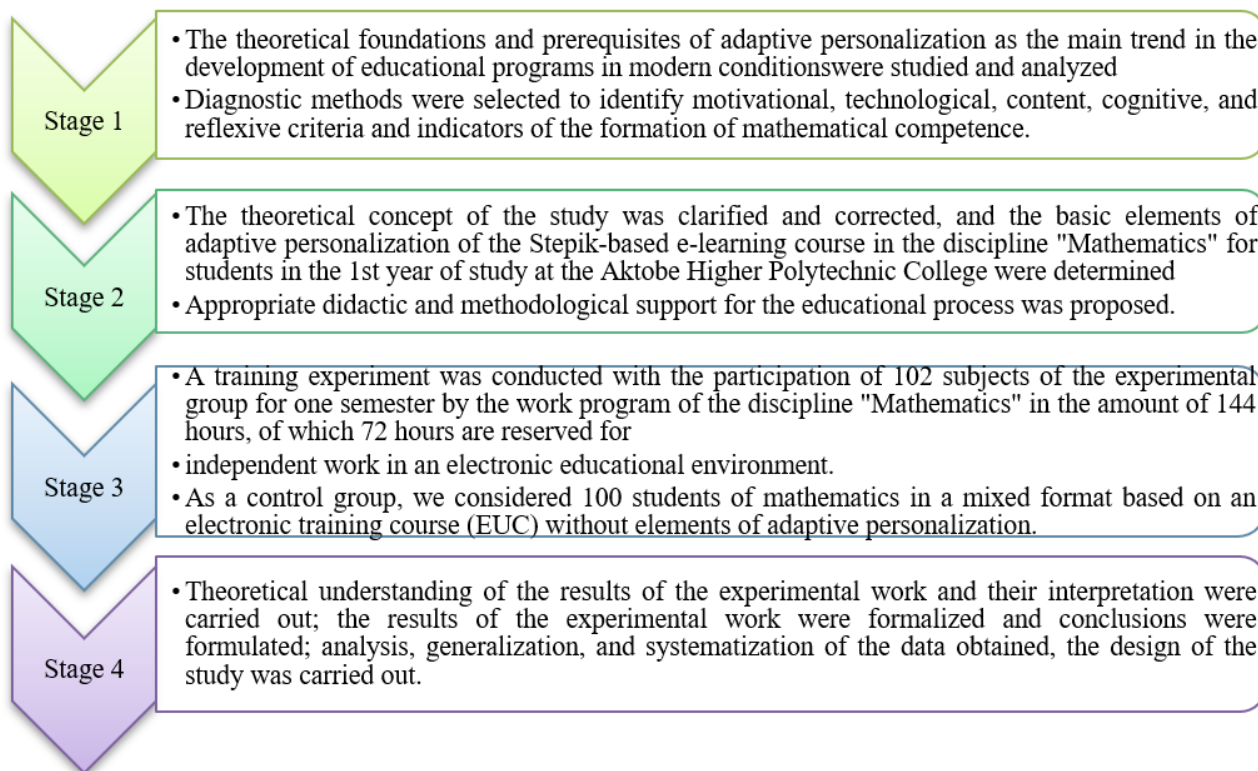 Stage 1
• The theoretical foundations and prerequisites of adaptive personalization as the main trend in the
development of educational programs in modern conditionswere studied and analyzed
• Diagnostic methods were selected to identify motivational, technological, content, cognitive, and
reflexive criteria and indicators of the formation of mathematical competence.
Stage 2
• The theoretical concept of the study was clarified and corrected, and the basic elements of
adaptive personalization of the Stepik-based e-learning course in the discipline "Mathematics" for
students in the 1st year of study at the Aktobe Higher Polytechnic College were determined
• Appropriate didactic and methodological support for the educational process was proposed.
Stage 3
• A training experiment was conducted with the participation of 102 subjects of the experimental
group for one semester by the work program of the discipline "Mathematics" in the amount of 144
hours, of which 72 hours are reserved for
• independent work in an electronic educational environment.
• As a control group, we considered 100 students of mathematics in a mixed format based on an
electronic training course (EUC) without elements of adaptive personalization.
Stage 4
• Theoretical understanding of the results of the experimental work and their interpretation were
carried out; the results of the experimental work were formalized and conclusions were
formulated; analysis, generalization, and systematization of the data obtained, the design of the
study was carried out.